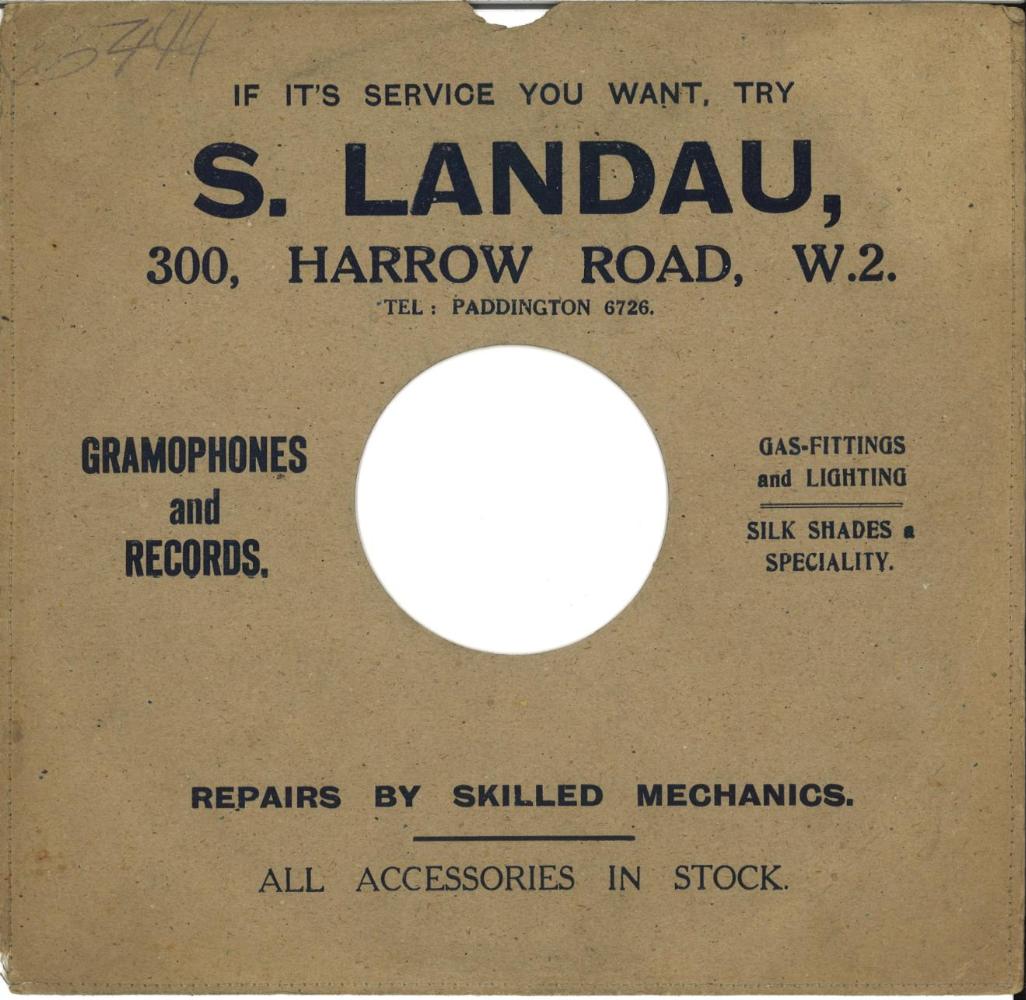 IF IT'S SERVICE YOU WANT, TRY
S. LANDAU,
300, HARROW ROAD, W.2.
TEL : PADDINGTON 6726.
GRAMOPHONES
and
RECORDS.
GAS-FITTINGS
and LIGHTING
SILK SHADES a
SPECIALITY.
REPAIRS BY SKILLED MECHANICS.
ALL ACCESSORIES IN STOCK.